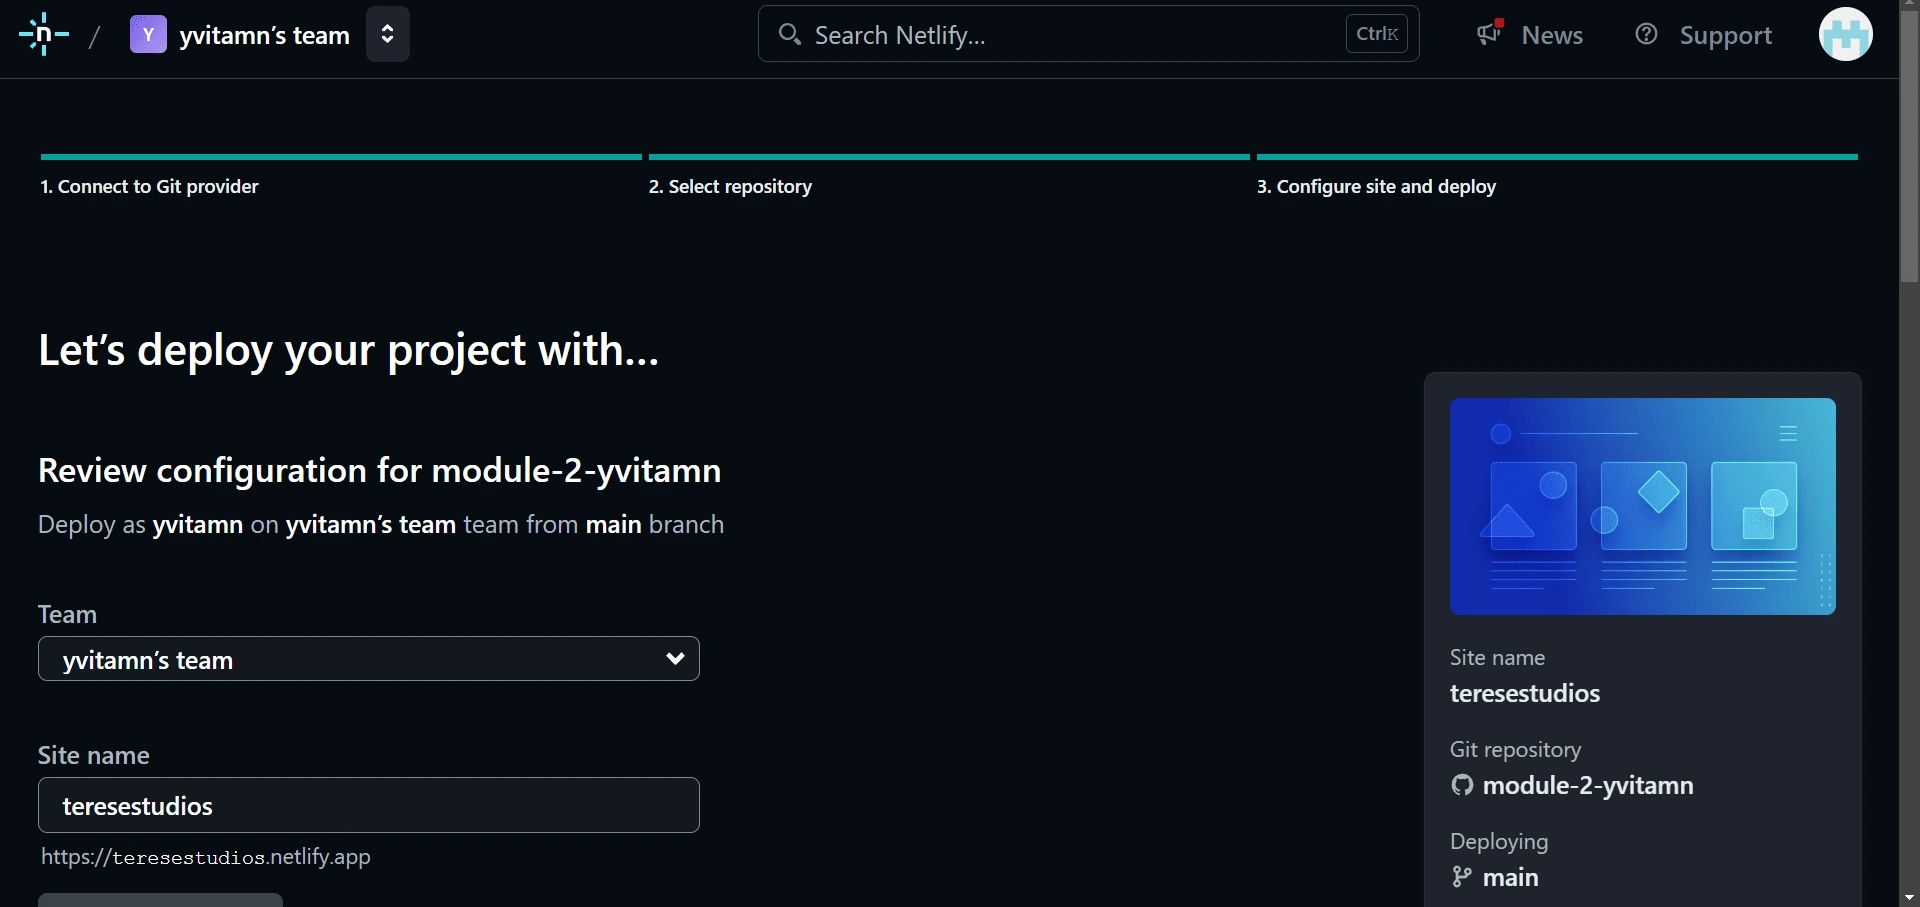 n / Y yvitamn's team Search Netlify... CtrlK News Support
1. Connect to Git provider 2. Select repository 3. Configure site and deploy
Let's deploy your project with...
Review configuration for module-2-yvitamn
Deploy as yvitamn on yvitamn's team team from main branch
Team
yvitamn's team
Site name
teresestudios
https://teresestudios.netlify.app
Site name
teresestudios
Git repository
module-2-yvitamn
Deploying
main